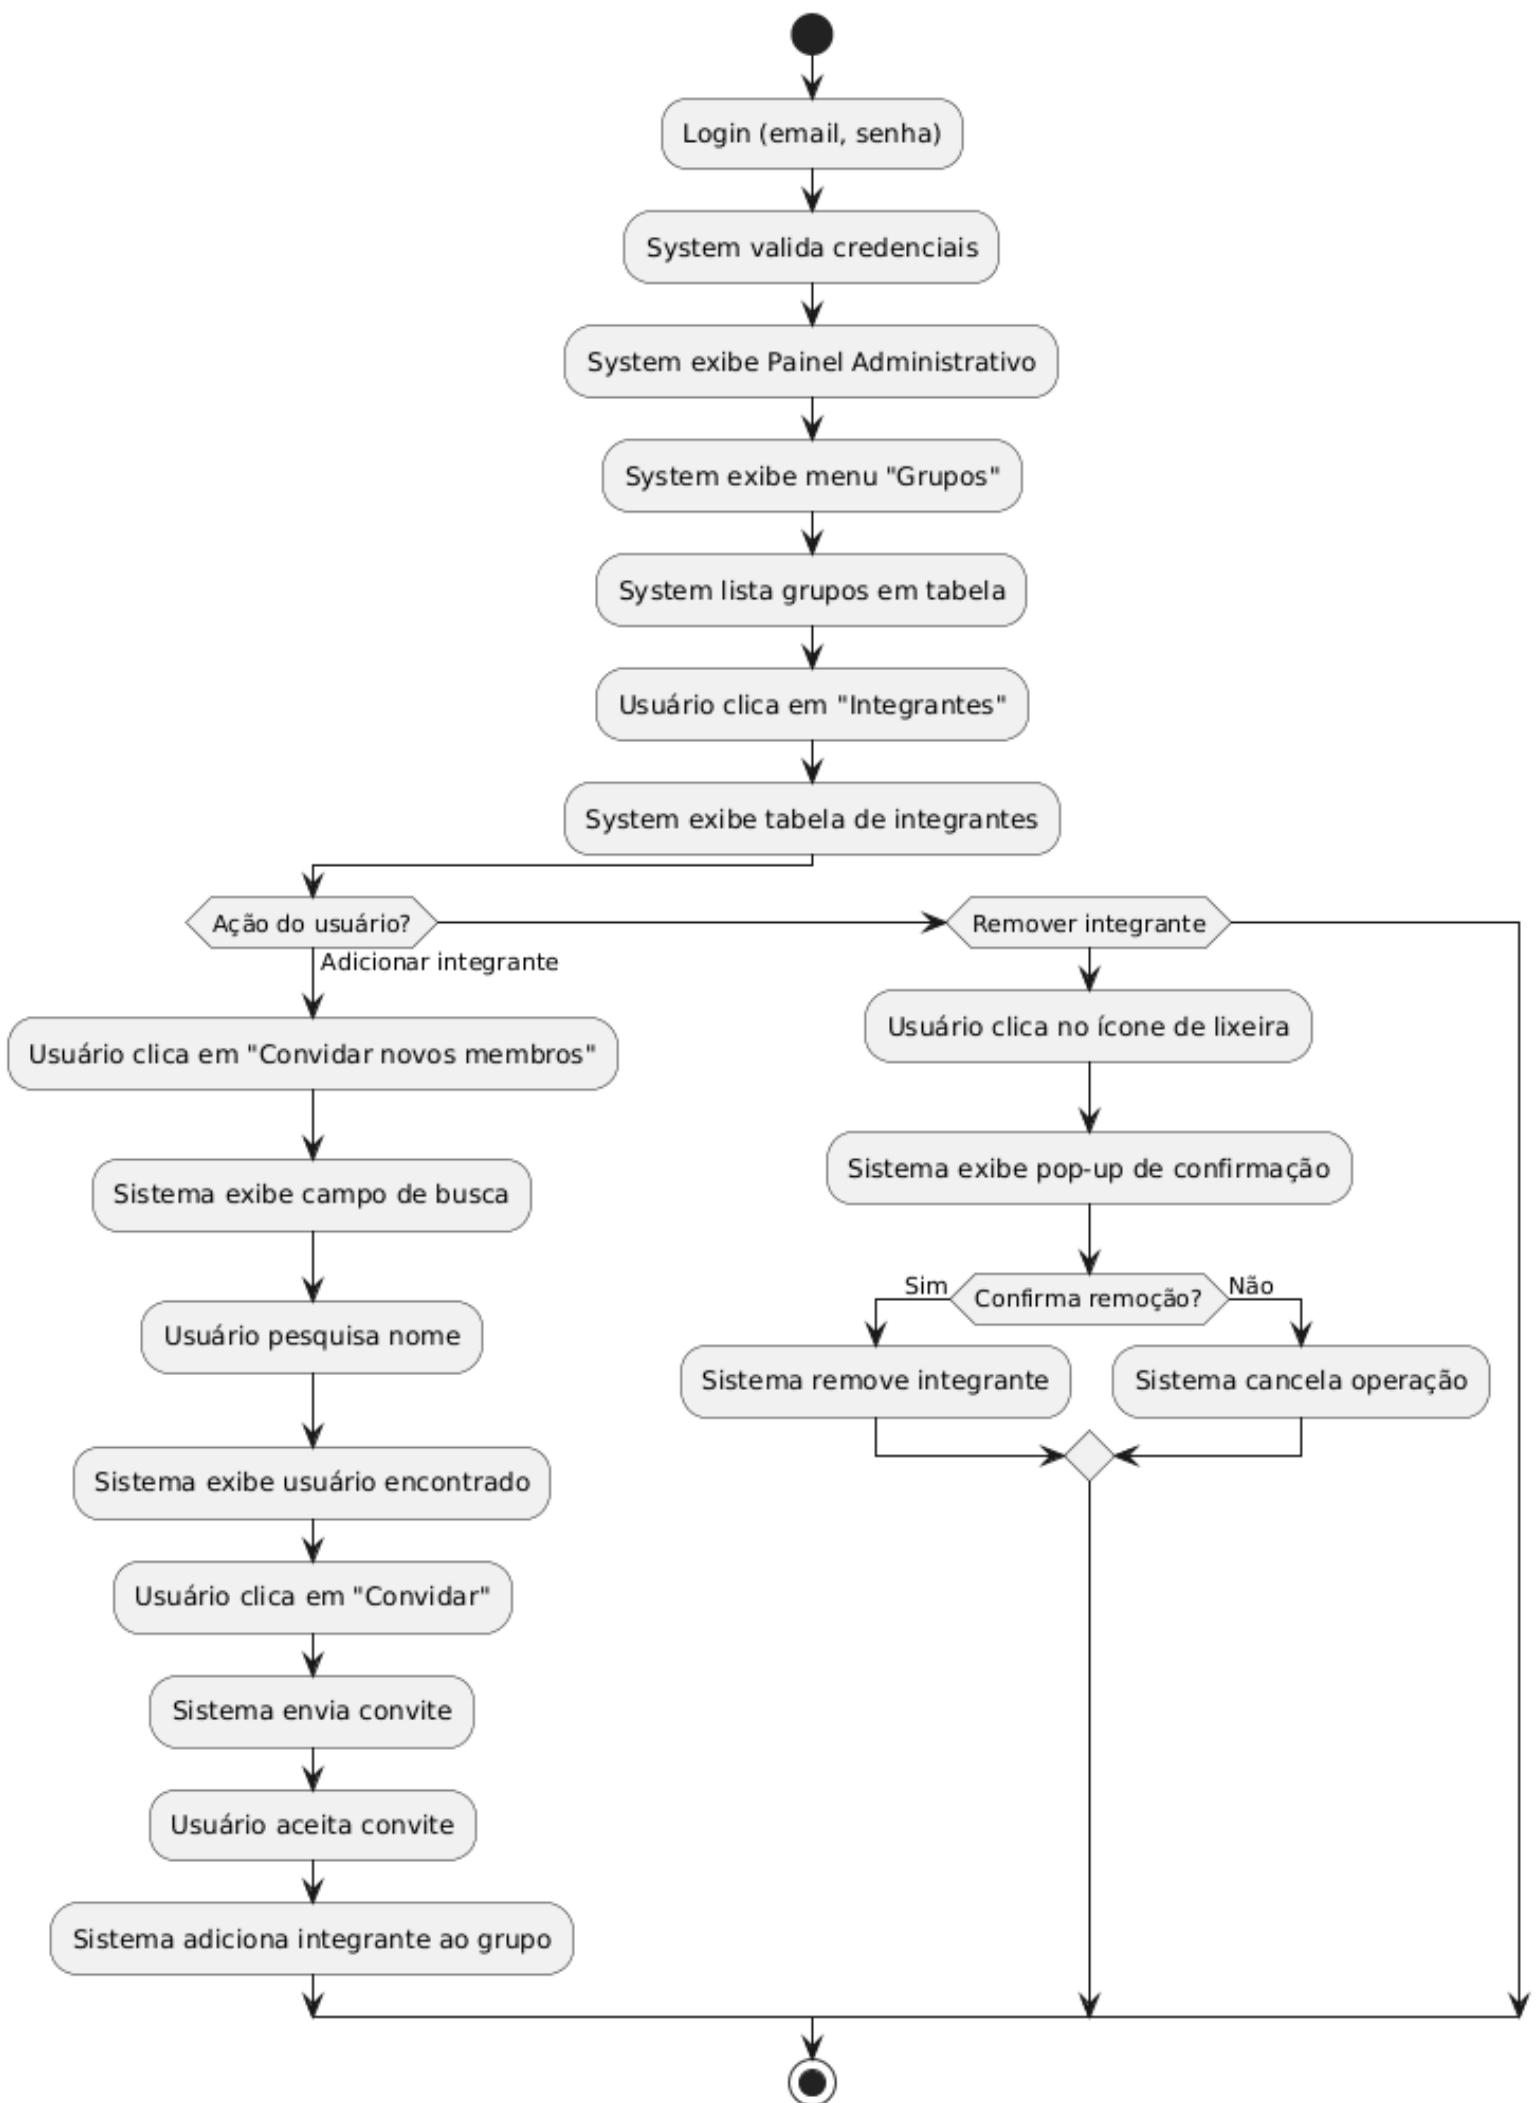 Login (email, senha)
System valida credenciais
System exibe Painel Administrativo
System exibe menu "Grupos"
System lista grupos em tabela
Usuário clica em "Integrantes"
System exibe tabela de integrantes
Ação do usuário?
Adicionar integrante
Usuário clica em "Convidar novos membros"
Sistema exibe campo de busca
Usuário pesquisa nome
Sistema exibe usuário encontrado
Usuário clica em "Convidar"
Sistema envia convite
Usuário aceita convite
Sistema adiciona integrante ao grupo
Remover integrante
Usuário clica no ícone de lixeira
Sistema exibe pop-up de confirmação
Sim
Confirma remoção?
Não
Sistema remove integrante
Sistema cancela operação